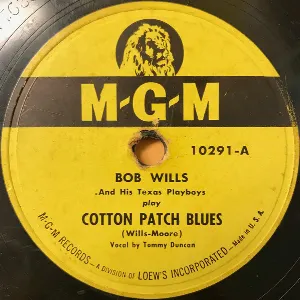 M-G-M
10291-A
BOB WILLS
And His Texas Playboys
play
COTTON PATCH BLUES
(Wills-Moore)
Vocal by Tommy Duncan
M-G-M RECORDS — A DIVISION OF LOEW'S INCORPORATED — Made in U.S.A.